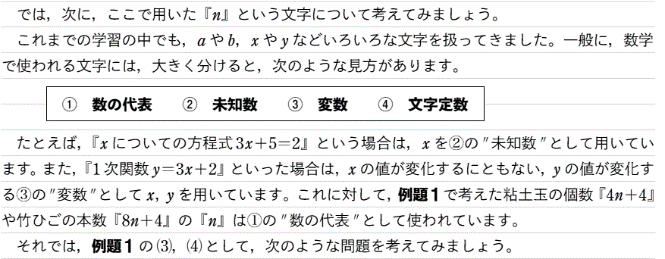 では，次に，ここで用いた『n』という文字について考えてみましょう。
これまでの学習の中でも，aやb，xやyなどいろいろな文字を扱ってきました。一般に，数学
で使われる文字には，大きく分けると，次のような見方があります。
① 数の代表 ② 未知数 ③ 変数 ④ 文字定数
たとえば，『xについての方程式3x+5=2』という場合は，xを②の"未知数"として用いてい
ます。また，『1次関数y=3x+2』といった場合は，xの値が変化するにともない，yの値が変化す
る③の"変数"としてx, yを用いています。これに対して，例題1で考えた粘土玉の個数『4n+4』
や竹ひごの本数『8n+4』の『n』は①の"数の代表"として使われています。
それでは，例題1の⑶，⑷として，次のような問題を考えてみましょう。